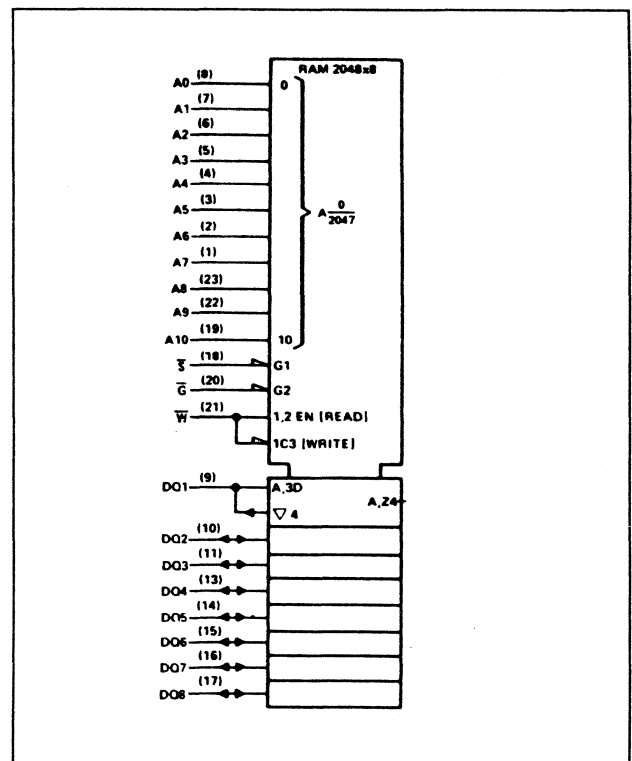 RAM 2048x8
A0 (8) 0
A1 (7)
A2 (6)
A3 (5)
A4 (4)
A5 (3)
A 0/2047
A6 (2)
A7 (1)
A8 (23)
A9 (22)
A10 (19) 10
S̅ (18) G1
G̅ (20) G2
W̅ (21) 1,2 EN [READ]
1C3 [WRITE]
DQ1 (9) A,3D
A,Z4
▽ 4
DQ2 (10)
DQ3 (11)
DQ4 (13)
DQ5 (14)
DQ6 (15)
DQ7 (16)
DQ8 (17)